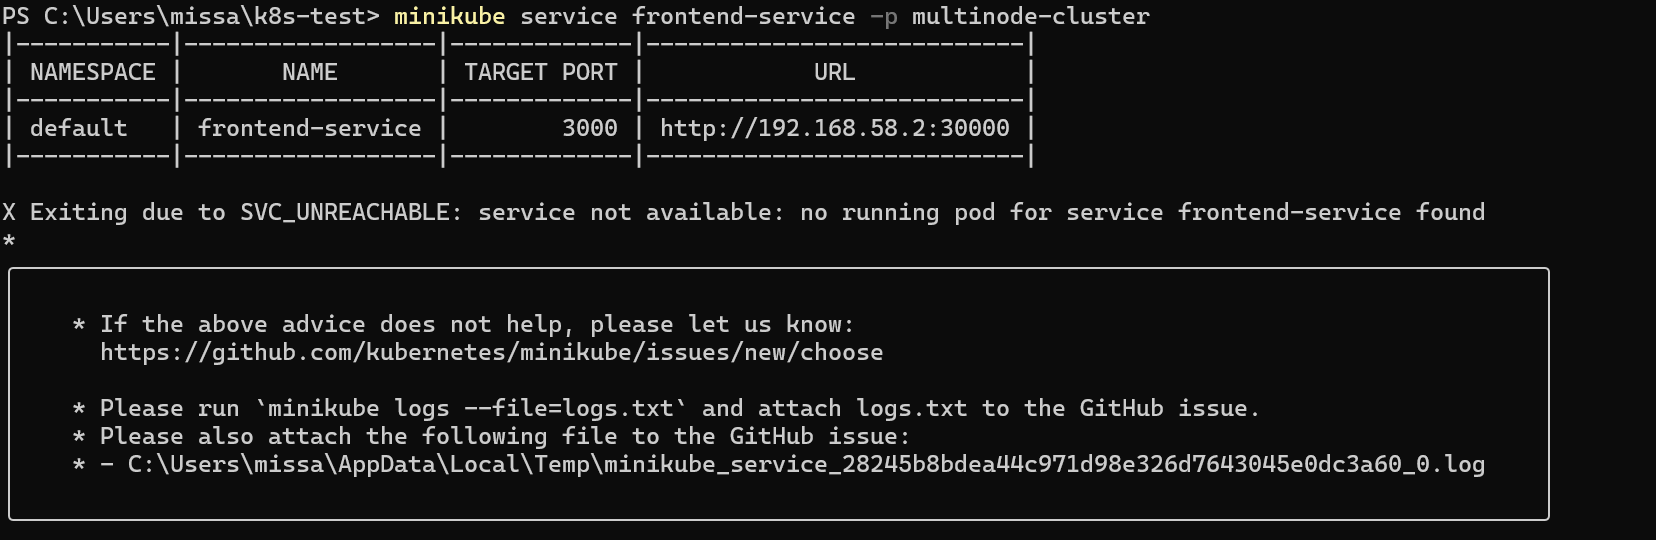 PS C:\Users\missa\k8s-test> minikube service frontend-service -p multinode-cluster
|-----------|------------------|-------------|---------------------------|
| NAMESPACE |       NAME       | TARGET PORT |            URL            |
|-----------|------------------|-------------|---------------------------|
| default   | frontend-service |        3000 | http://192.168.58.2:30000 |
|-----------|------------------|-------------|---------------------------|
X Exiting due to SVC_UNREACHABLE: service not available: no running pod for service frontend-service found
*
* If the above advice does not help, please let us know:
https://github.com/kubernetes/minikube/issues/new/choose
* Please run `minikube logs --file=logs.txt` and attach logs.txt to the GitHub issue.
* Please also attach the following file to the GitHub issue:
* - C:\Users\missa\AppData\Local\Temp\minikube_service_28245b8bdea44c971d98e326d7643045e0dc3a60_0.log